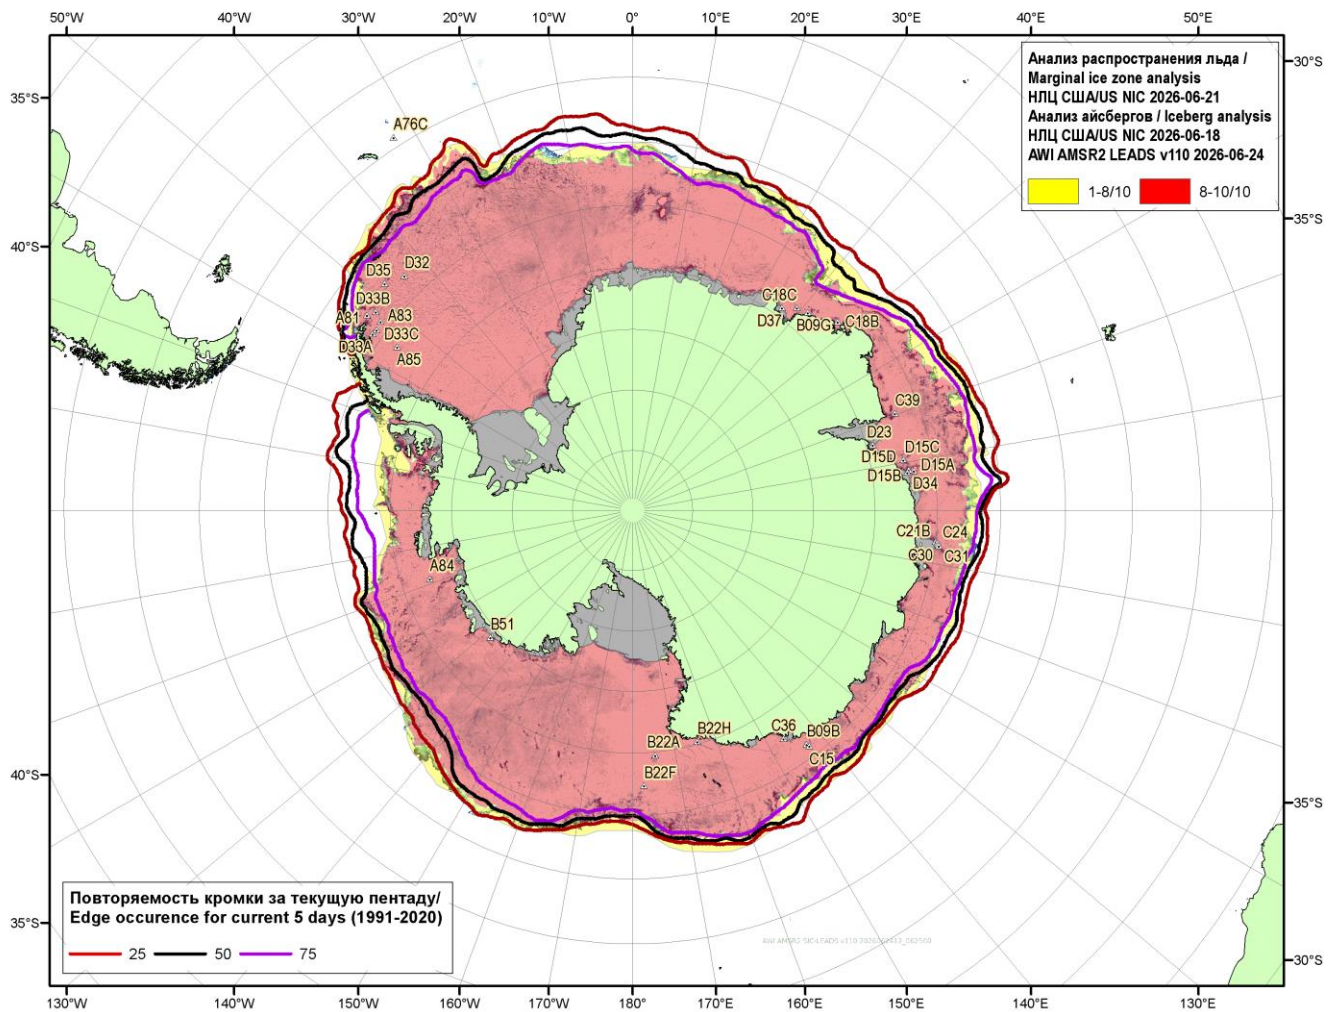 50°W 40°W 30°W 20°W 10°W 0° 10°E 20°E 30°E 40°E 50°E
Анализ распространения льда /
Marginal ice zone analysis
НЛЦ США/US NIC 2026-06-21
Анализ айсбергов / Iceberg analysis
НЛЦ США/US NIC 2026-06-18
AWI AMSR2 LEADS v110 2026-06-24
1-8/10 8-10/10
30°S
35°S
35°S
40°S
A76C
D35
D32
D33B
A81
A83
D33C
D33A
A85
C18C
D37
B09G
C18B
C39
D23
D15C
D15D
D15A
D15B
D34
C21B
C24
C30
C31
A84
B51
B22H
C36
B09B
B22A
C15
B22F
40°S
35°S
35°S
30°S
Повторяемость кромки за текущую пентаду/
Edge occurence for current 5 days (1991-2020)
25 50 75
130°W 140°W 150°W 160°W 170°W 180° 170°E 160°E 150°E 140°E 130°E